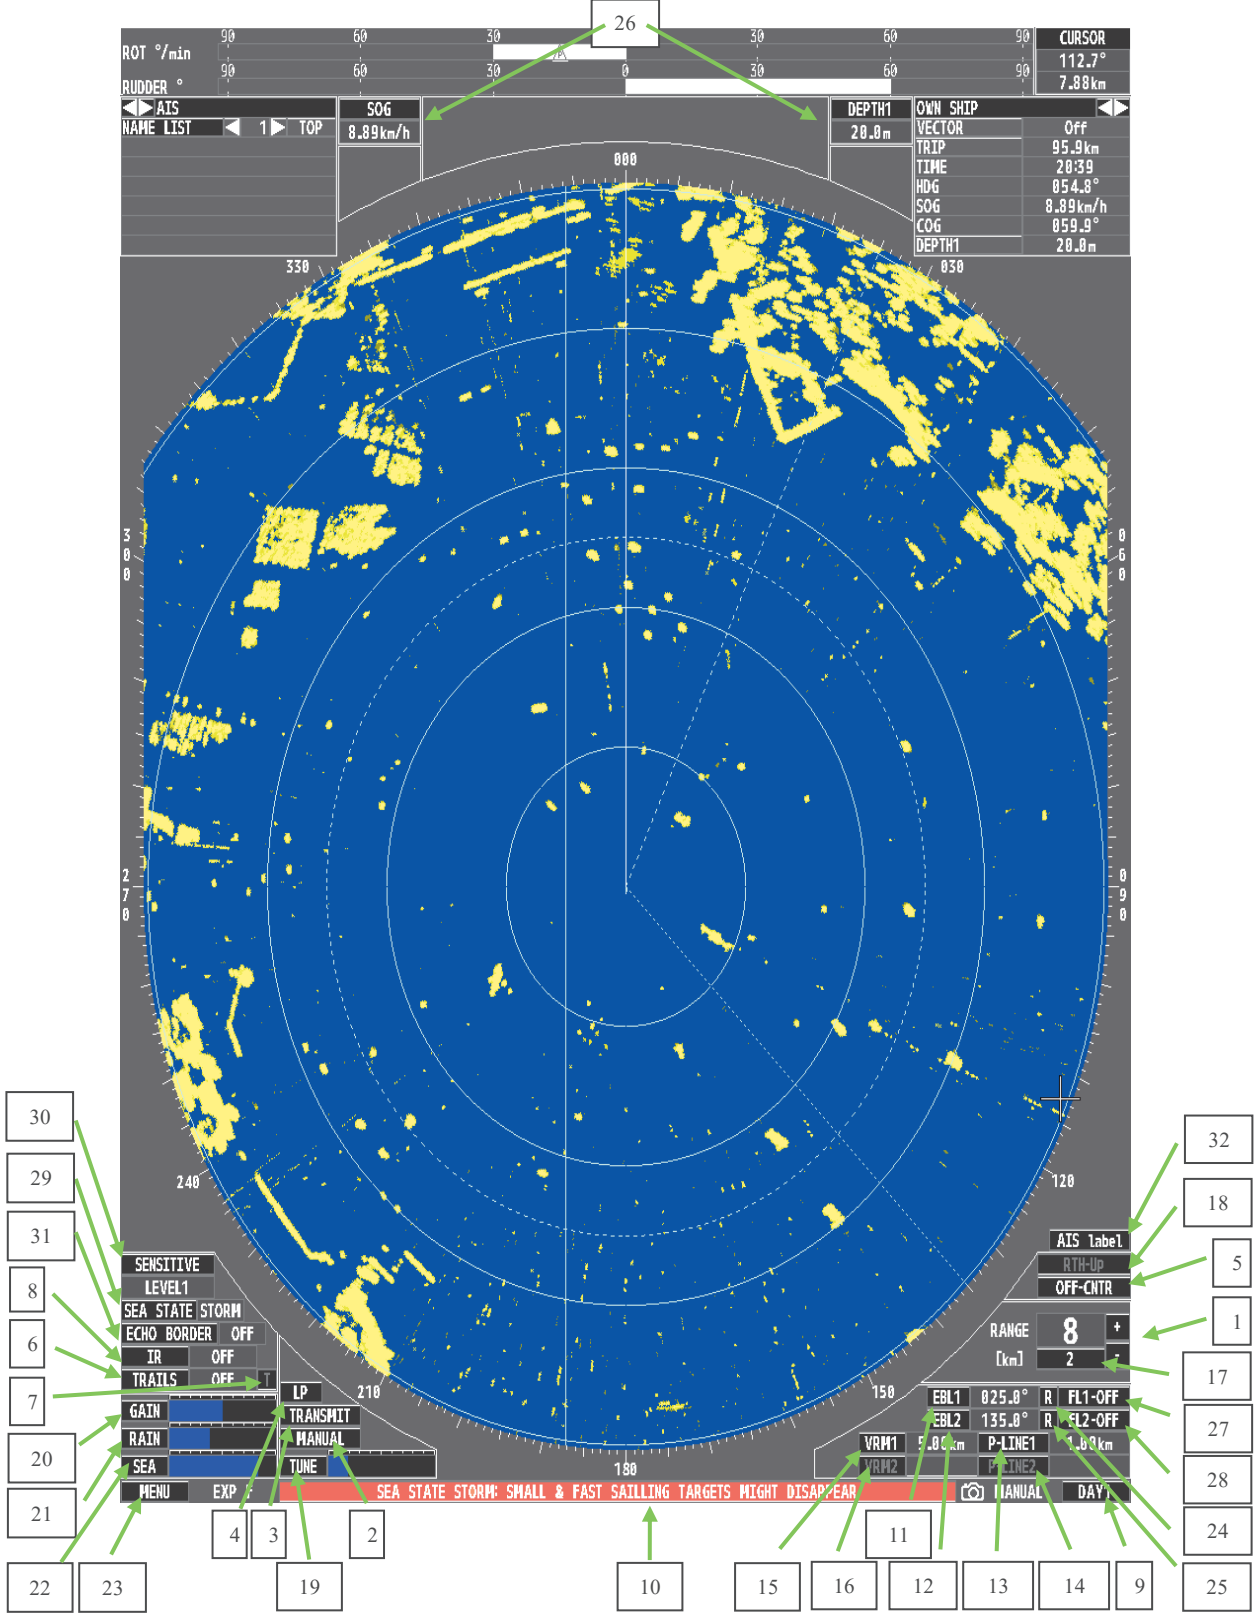 26
90 60 30 30 60 90
ROT °/min
90 60 30 0 30 60 90
RUDDER °
CURSOR
112.7°
7.88km
AIS
NAME LIST 1 TOP
SOG
8.89km/h
DEPTH1
20.0m
OWN SHIP
VECTOR Off
TRIP 95.9km
TIME 20:39
HDG 054.8°
SOG 8.89km/h
COG 059.9°
DEPTH1 20.0m
000
330
030
300
060
270
090
240
120
210
150
180
30
29
31
8
6
7
20
21
22
23
SENSITIVE
LEVEL1
SEA STATE STORM
ECHO BORDER OFF
IR OFF
TRAILS OFF T
GAIN
RAIN
SEA
MENU EXP
LP
TRANSMIT
MANUAL
TUNE
SEA STATE STORM: SMALL & FAST SAILLING TARGETS MIGHT DISAPPEAR
AIS label
RTH-Up
OFF-CNTR
RANGE 8 +
[km] 2 -
EBL1 025.0° R FL1-OFF
EBL2 135.0° R FL2-OFF
VRM1 5.00km P-LINE1 1.00km
VRM2 P-LINE2
MANUAL DAY1
32
18
5
1
17
27
28
24
25
4
3
2
19
10
11
15
16
12
13
14
9